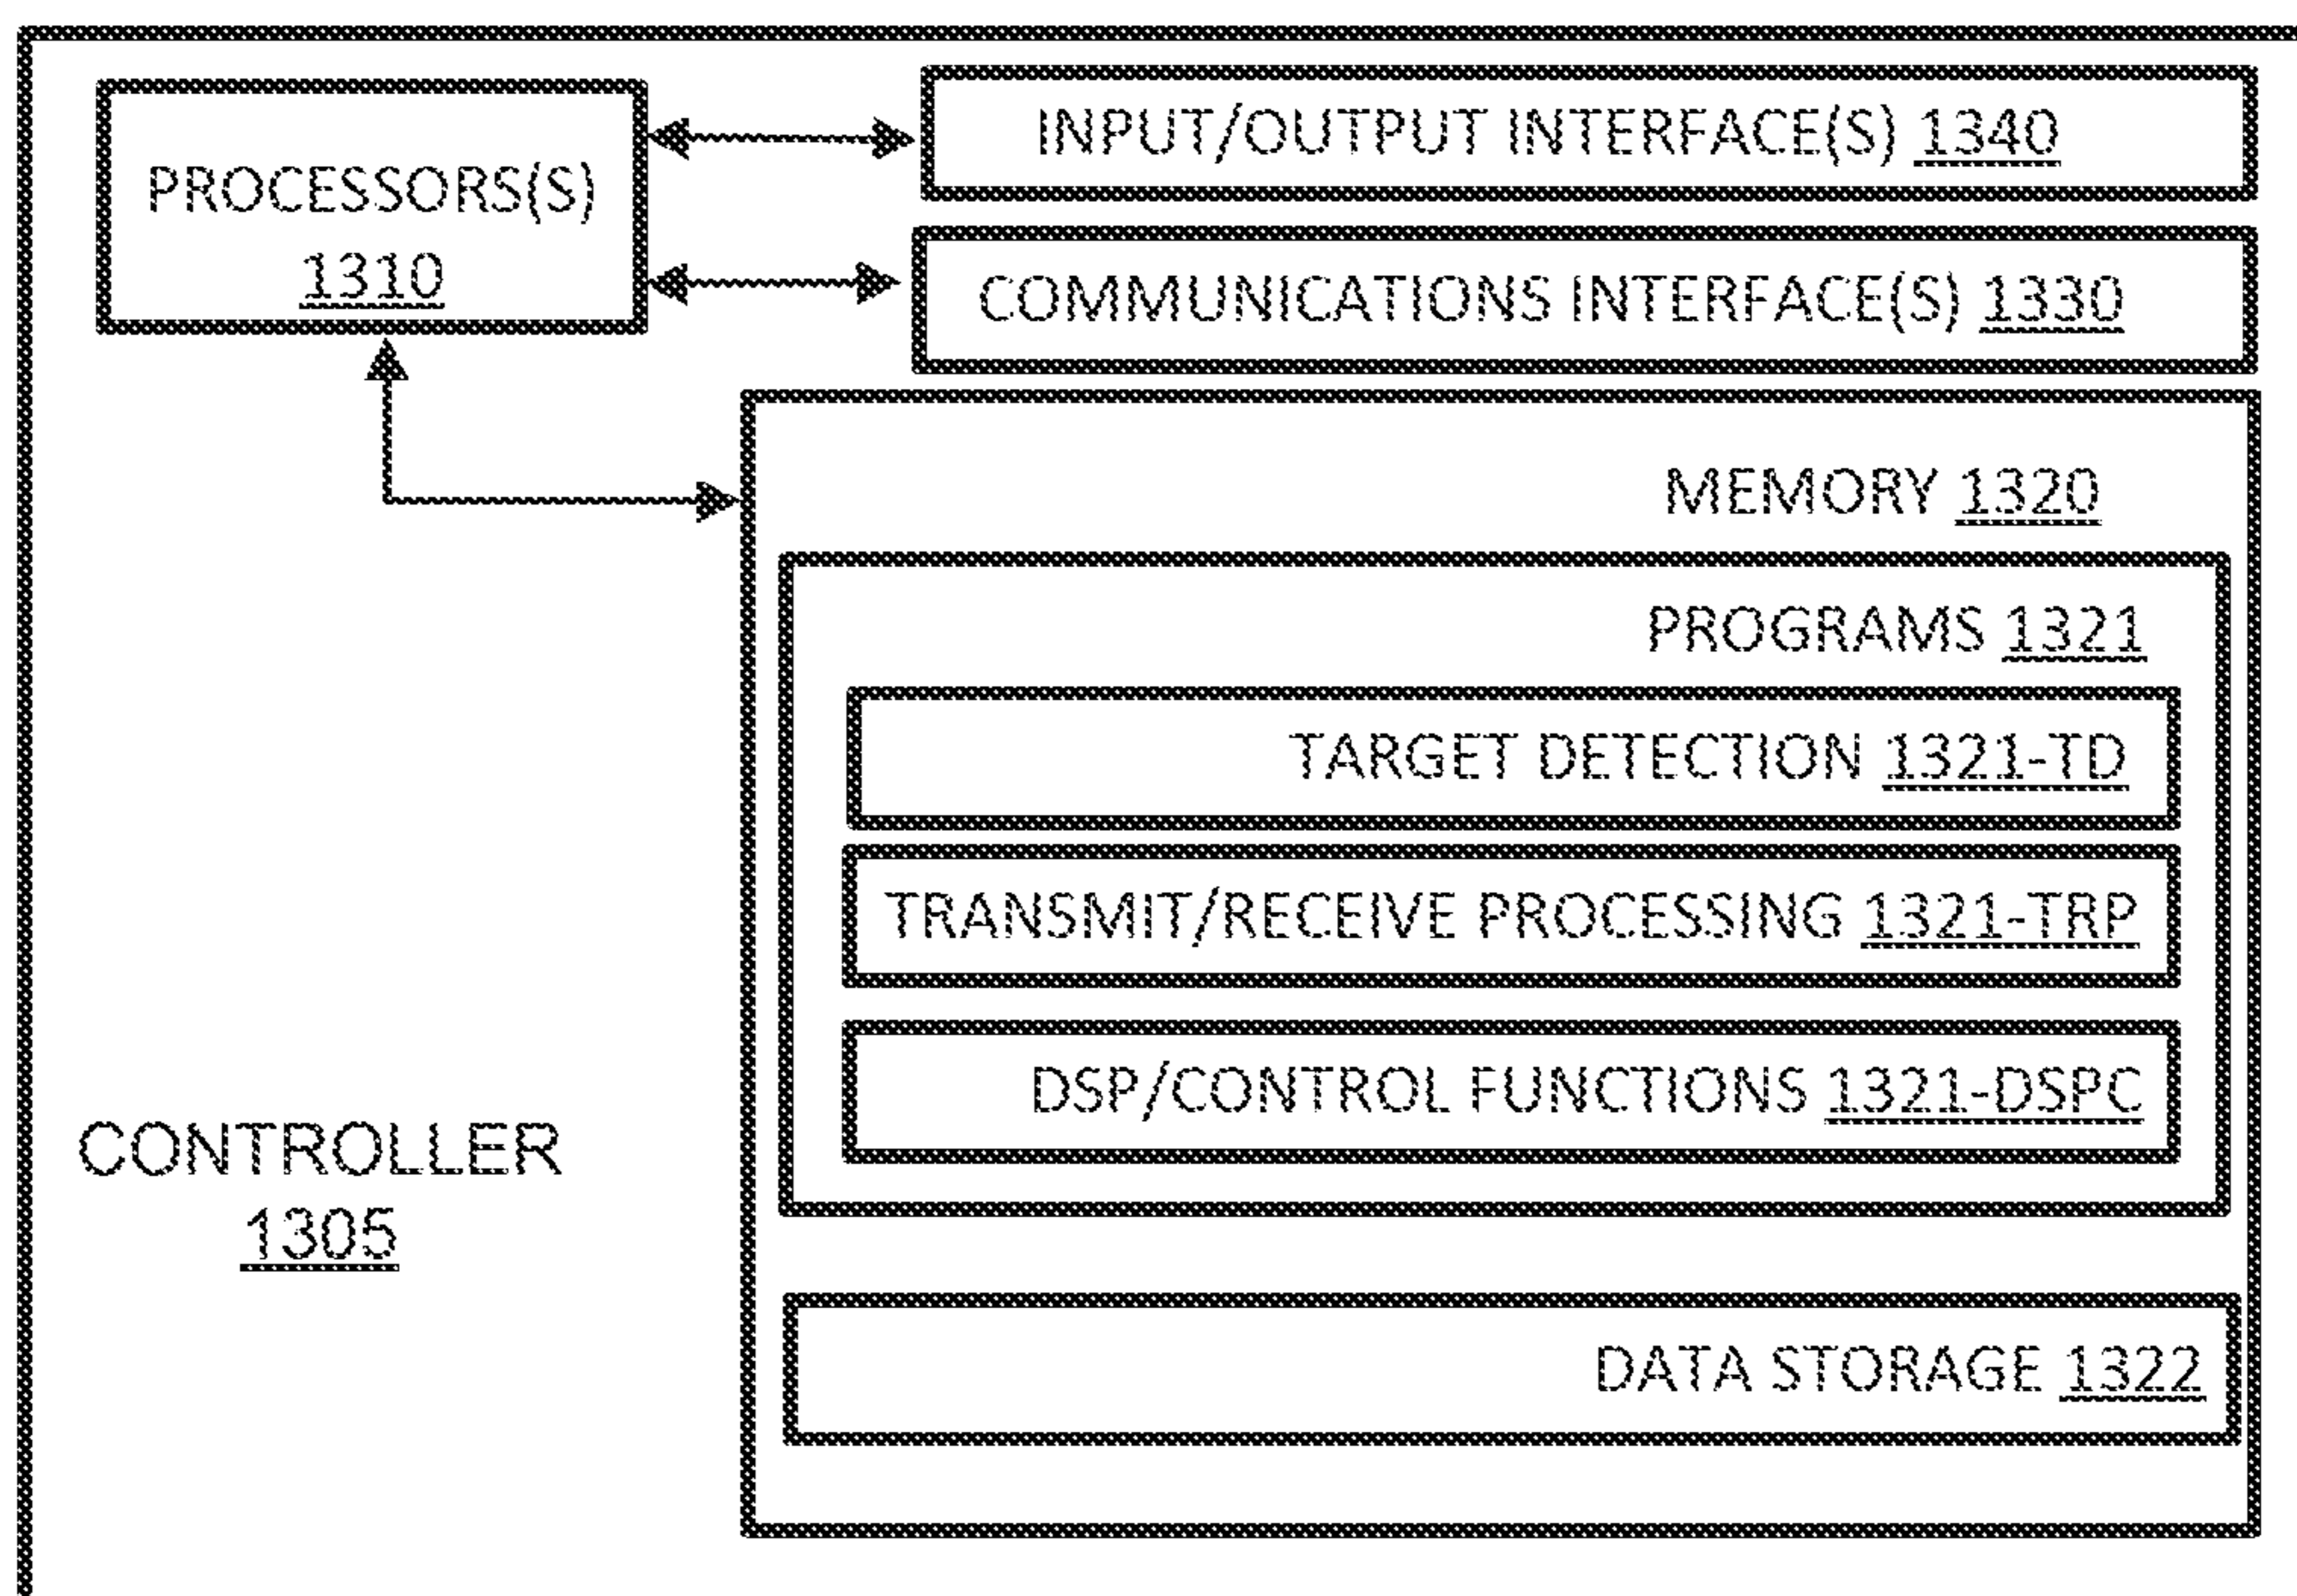 PROCESSORS(S)
1310
INPUT/OUTPUT INTERFACE(S) 1340
COMMUNICATIONS INTERFACE(S) 1330
MEMORY 1320
PROGRAMS 1321
TARGET DETECTION 1321-TD
TRANSMIT/RECEIVE PROCESSING 1321-TRP
DSP/CONTROL FUNCTIONS 1321-DSPC
CONTROLLER
1305
DATA STORAGE 1322